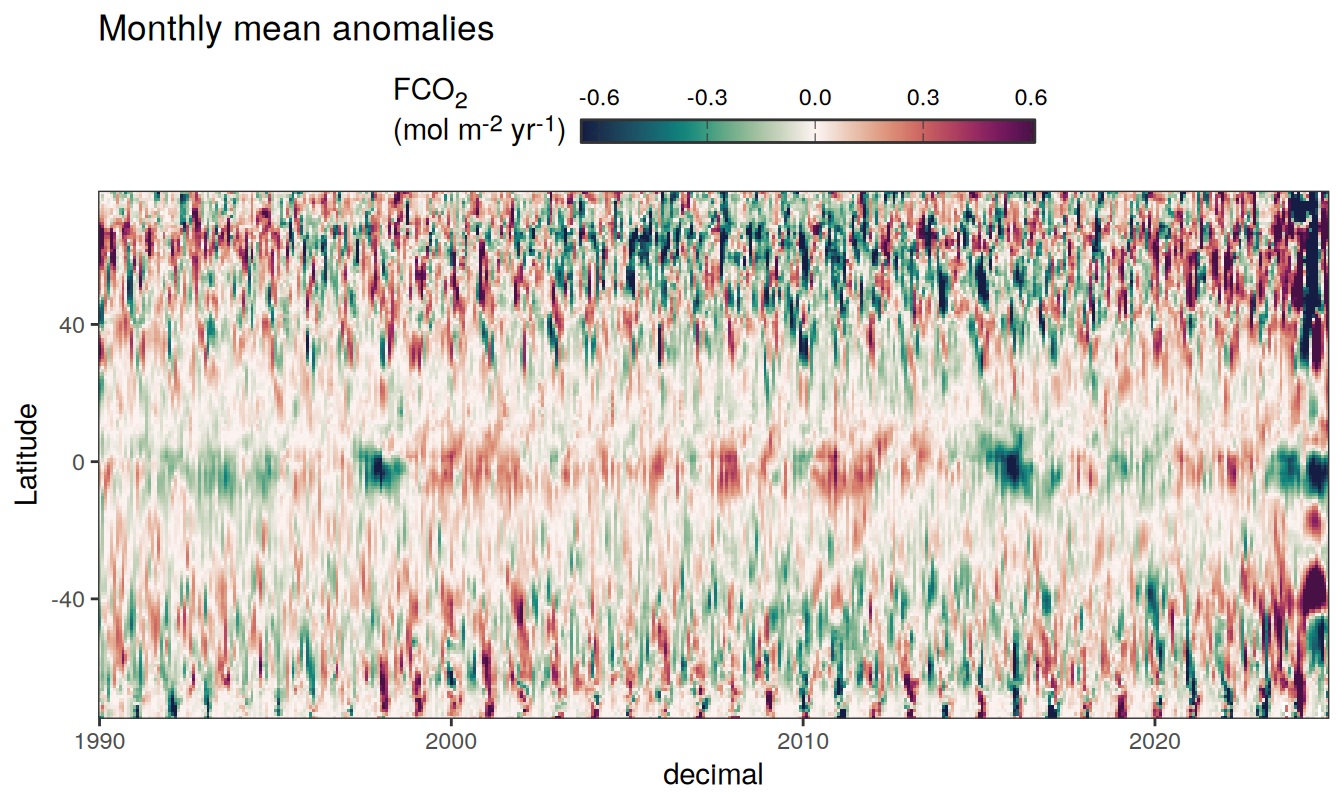 Monthly mean anomalies
FCO₂
(mol m⁻² yr⁻¹)
-0.6 -0.3 0.0 0.3 0.6
Latitude
40
0
-40
1990 2000 2010 2020
decimal